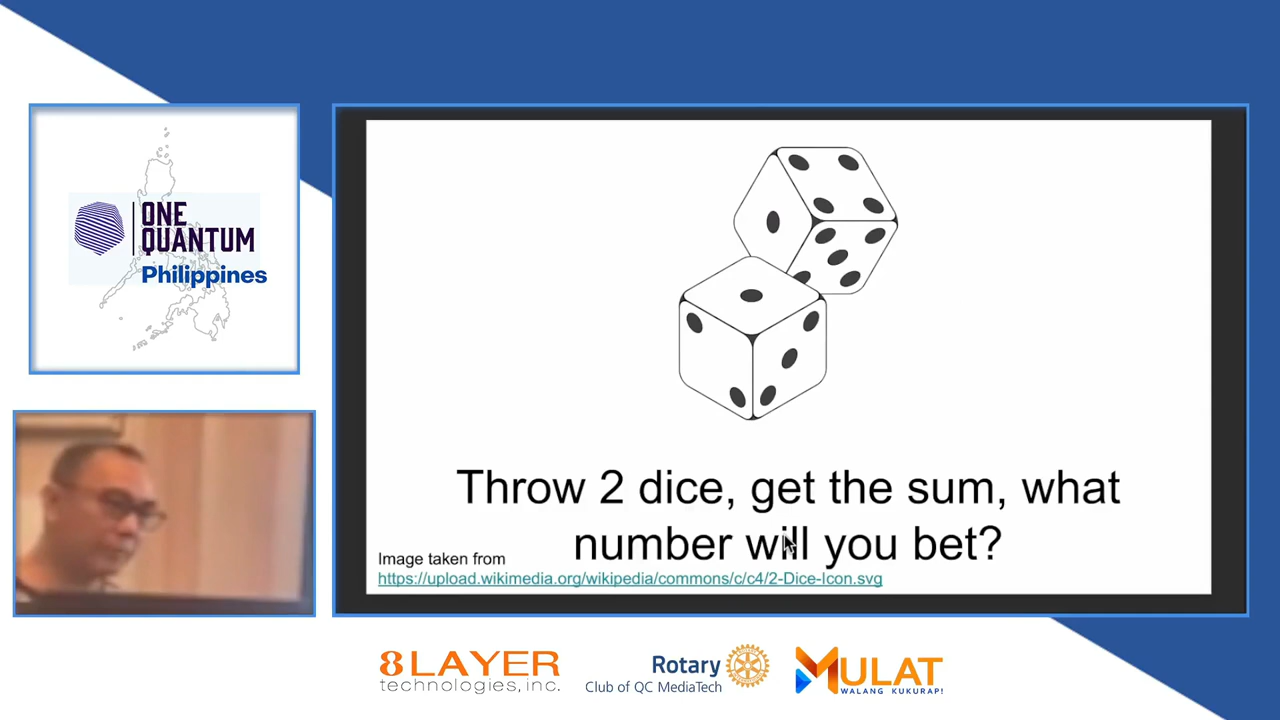 ONE
QUANTUM
Philippines
Throw 2 dice, get the sum, what
number will you bet?
Image taken from
https://upload.wikimedia.org/wikipedia/commons/c/c4/2-Dice-Icon.svg
8LAYER
technologies,inc.
Rotary
Club of QC MediaTech
MULAT
WALANG KUKURAP!